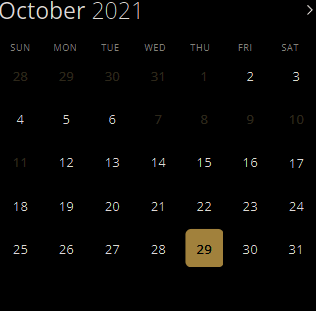 October 2021
SUN MON TUE WED THU FRI SAT
28 29 30 31 1 2 3
4 5 6 7 8 9 10
11 12 13 14 15 16 17
18 19 20 21 22 23 24
25 26 27 28 29 30 31